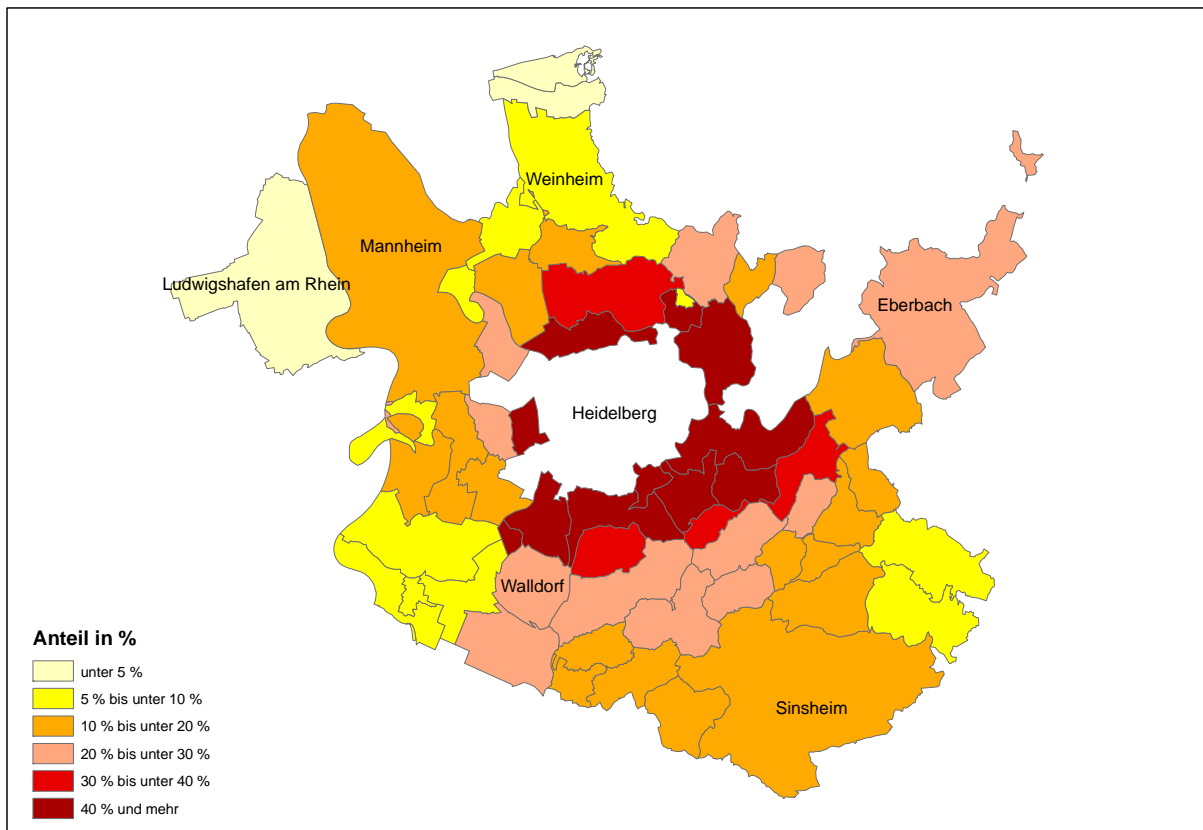 Weinheim
Mannheim
Ludwigshafen am Rhein
Eberbach
Heidelberg
Walldorf
Sinsheim
Anteil in %
unter 5 %
5 % bis unter 10 %
10 % bis unter 20 %
20 % bis unter 30 %
30 % bis unter 40 %
40 % und mehr